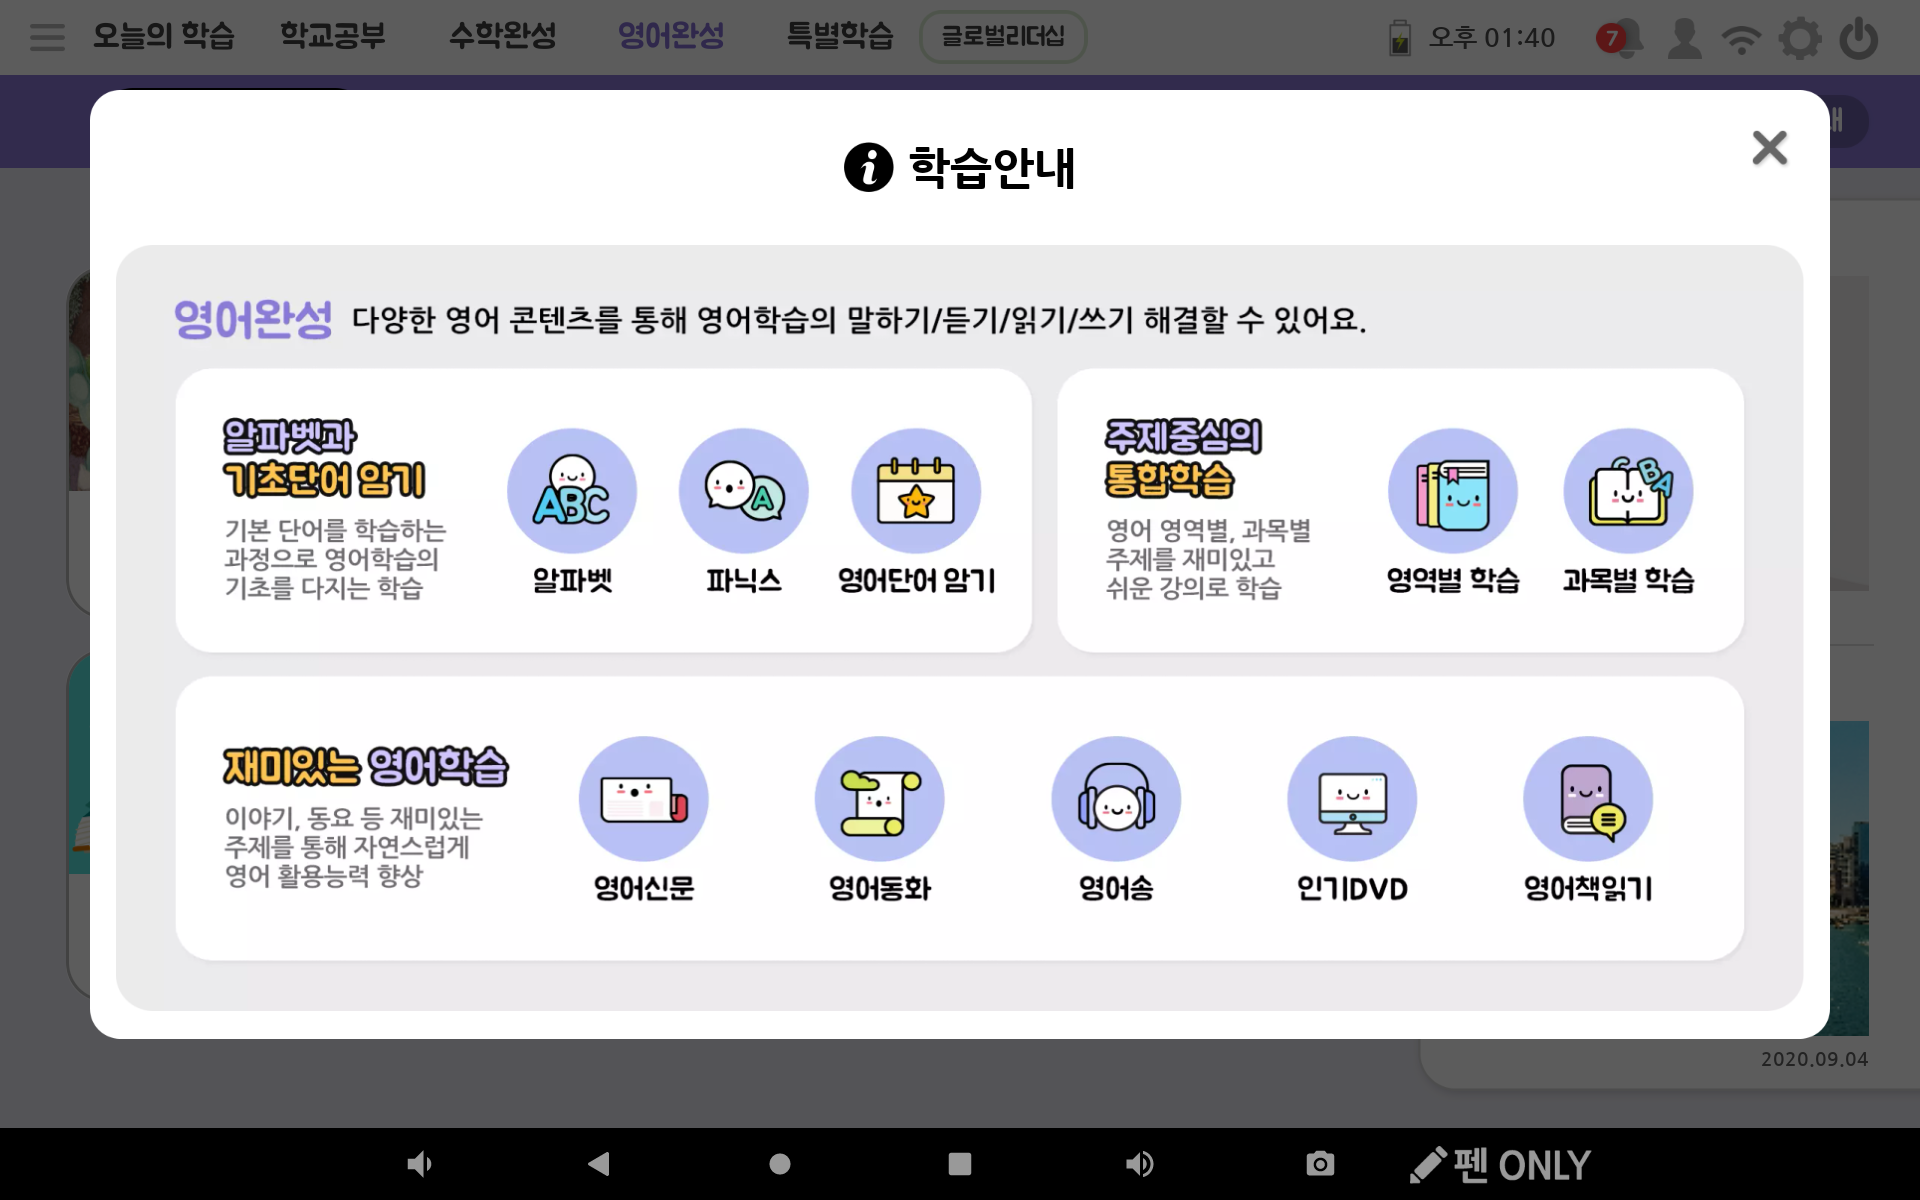 오늘의 학습 학교공부 수학완성 영어완성 특별학습 글로벌리더십 오후 01:40 7
학습안내
영어완성 다양한 영어 콘텐츠를 통해 영어학습의 말하기/듣기/읽기/쓰기 해결할 수 있어요.
알파벳과
기초단어 암기
기본 단어를 학습하는
과정으로 영어학습의
기초를 다지는 학습
ABC
A
알파벳 파닉스 영어단어 암기
주제중심의
통합학습
영어 영역별, 과목별
주제를 재미있고
쉬운 강의로 학습
CBA
영역별 학습 과목별 학습
재미있는 영어학습
이야기, 동요 등 재미있는
주제를 통해 자연스럽게
영어 활용능력 향상
영어신문 영어동화 영어송 인기DVD 영어책읽기
2020.09.04
펜 ONLY